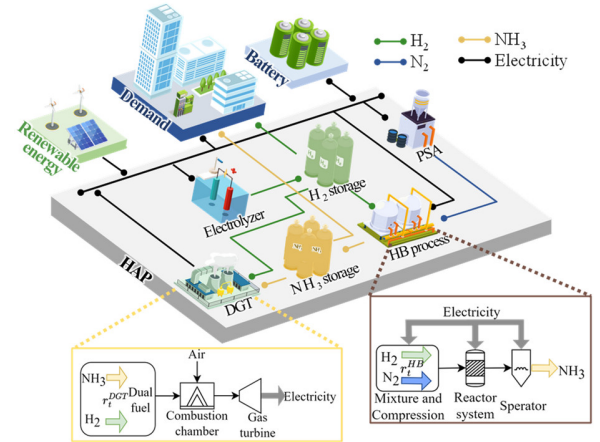 Battery
H₂
NH₃
N₂
Electricity
Demand
Renewable
energy
PSA
H₂ storage
Electrolyzer
HB process
NH₃ storage
HAP
DGT
Electricity
Air
NH₃
r_t^DGT Dual
fuel
H₂
Combustion
chamber
Gas
turbine
Electricity
H₂
r_t^HB
N₂
Mixture and
Compression
Reactor
system
Sperator
NH₃